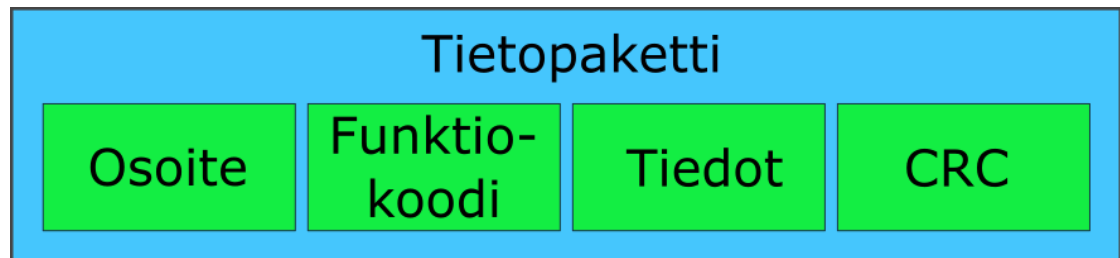 Tietopaketti
Osoite
Funktio-
koodi
Tiedot
CRC